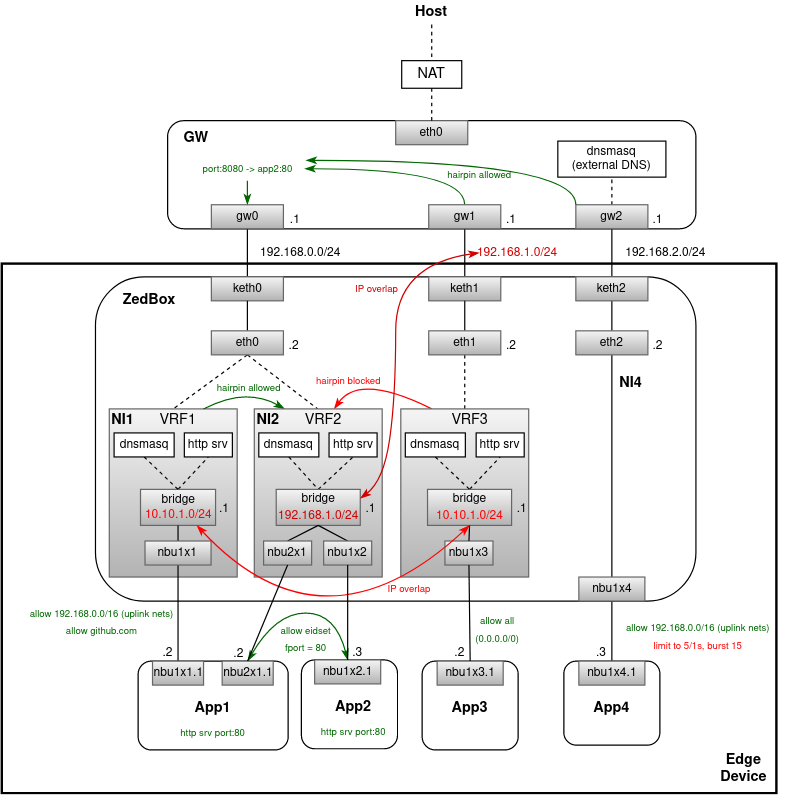 Host
NAT
eth0
GW
dnsmasq
(external DNS)
port:8080 -> app2:80
hairpin allowed
gw0
.1
gw1
.1
gw2
.1
192.168.0.0/24
192.168.1.0/24
192.168.2.0/24
ZedBox
keth0
keth1
keth2
IP overlap
eth0
.2
eth1
.2
eth2
.2
NI4
hairpin allowed
hairpin blocked
NI1
VRF1
NI2
VRF2
VRF3
dnsmasq
http srv
dnsmasq
http srv
dnsmasq
http srv
bridge
10.10.1.0/24
.1
bridge
192.168.1.0/24
.1
bridge
10.10.1.0/24
.1
nbu1x1
nbu2x1
nbu1x2
nbu1x3
nbu1x4
IP overlap
allow 192.168.0.0/16 (uplink nets)
allow github.com
allow eidset
fport = 80
allow all
(0.0.0.0/0)
allow 192.168.0.0/16 (uplink nets)
limit to 5/1s, burst 15
.2
.2
.3
.2
.3
nbu1x1.1
nbu2x1.1
nbu1x2.1
nbu1x3.1
nbu1x4.1
App1
App2
App3
App4
http srv port:80
http srv port:80
Edge
Device